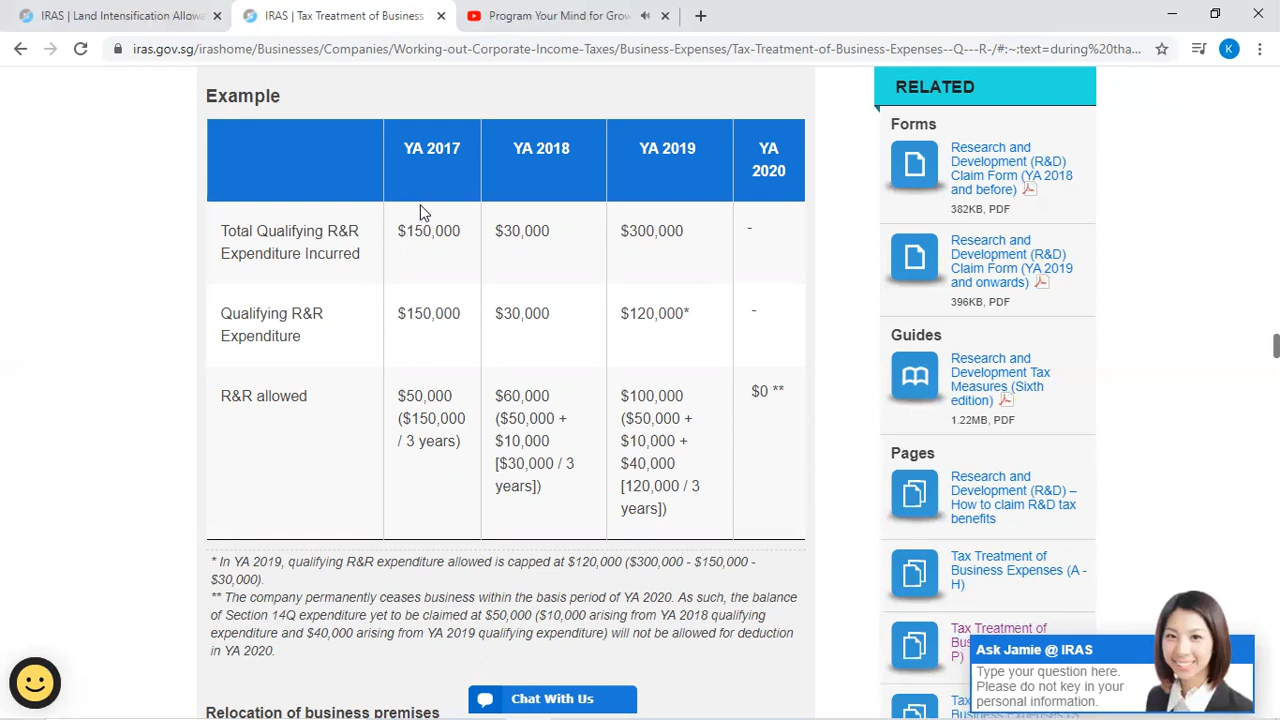 IRAS | Land Intensification Allowa
IRAS | Tax Treatment of Business
Program Your Mind for Grow
iras.gov.sg/irashome/Businesses/Companies/Working-out-Corporate-Income-Taxes/Business-Expenses/Tax-Treatment-of-Business-Expenses--Q---R-/#:~:text=during%20tha...
K
Example
YA 2017 YA 2018 YA 2019 YA
2020
Total Qualifying R&R
Expenditure Incurred
$150,000 $30,000 $300,000 -
Qualifying R&R
Expenditure
$150,000 $30,000 $120,000* -
R&R allowed
$50,000
($150,000
/ 3 years)
$60,000
($50,000 +
$10,000
[$30,000 / 3
years])
$100,000
($50,000 +
$10,000 +
$40,000
[120,000 / 3
years])
$0 **
* In YA 2019, qualifying R&R expenditure allowed is capped at $120,000 ($300,000 - $150,000 -
$30,000).
** The company permanently ceases business within the basis period of YA 2020. As such, the balance
of Section 14Q expenditure yet to be claimed at $50,000 ($10,000 arising from YA 2018 qualifying
expenditure and $40,000 arising from YA 2019 qualifying expenditure) will not be allowed for deduction
in YA 2020.
Relocation of business premises
Chat With Us
RELATED
Forms
Research and
Development (R&D)
Claim Form (YA 2018
and before)
382KB, PDF
Research and
Development (R&D)
Claim Form (YA 2019
and onwards)
396KB, PDF
Guides
Research and
Development Tax
Measures (Sixth
edition)
1.22MB, PDF
Pages
Research and
Development (R&D) –
How to claim R&D tax
benefits
Tax Treatment of
Business Expenses (A -
H)
Tax Treatment of
Bus
P)
Tax
Ask Jamie @ IRAS
Type your question here.
Please do not key in your
personal information.